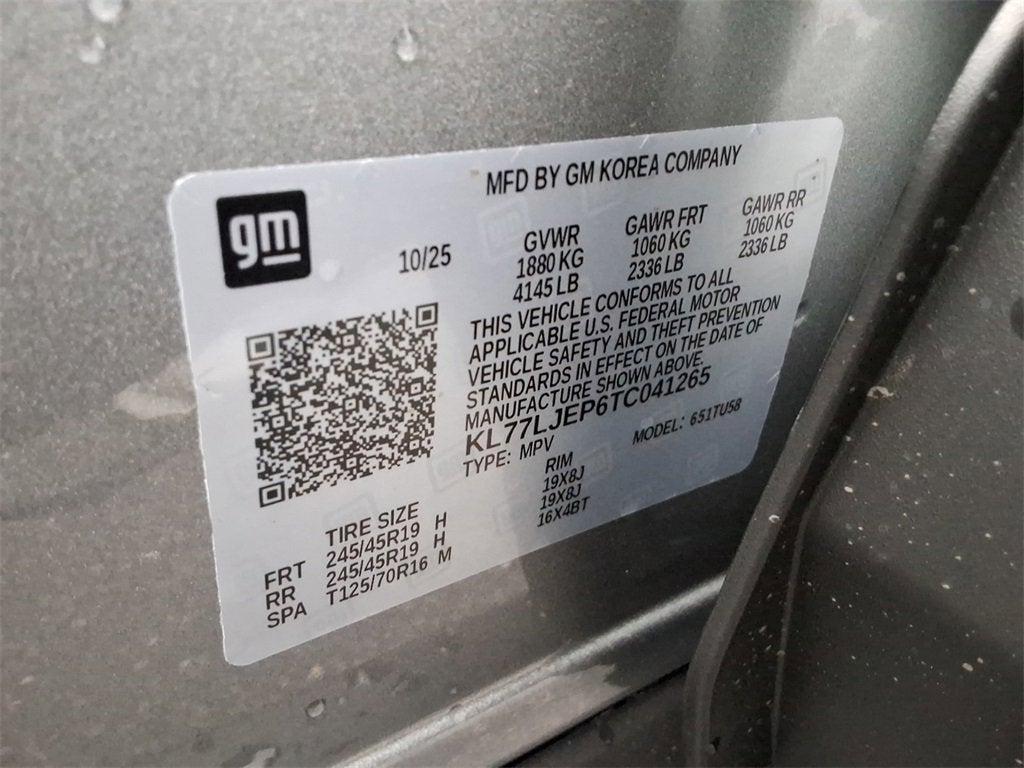 gm
MFD BY GM KOREA COMPANY
10/25
GVWR GAWR FRT GAWR RR
1880 KG 1060 KG 1060 KG
4145 LB 2336 LB 2336 LB
THIS VEHICLE CONFORMS TO ALL
APPLICABLE U.S. FEDERAL MOTOR
VEHICLE SAFETY AND THEFT PREVENTION
STANDARDS IN EFFECT ON THE DATE OF
MANUFACTURE SHOWN ABOVE.
KL77LJEP6TC041265
TYPE: MPV MODEL: 651TU58
TIRE SIZE RIM
FRT 245/45R19 H 19X8J
RR 245/45R19 H 19X8J
SPA T125/70R16 M 16X4BT